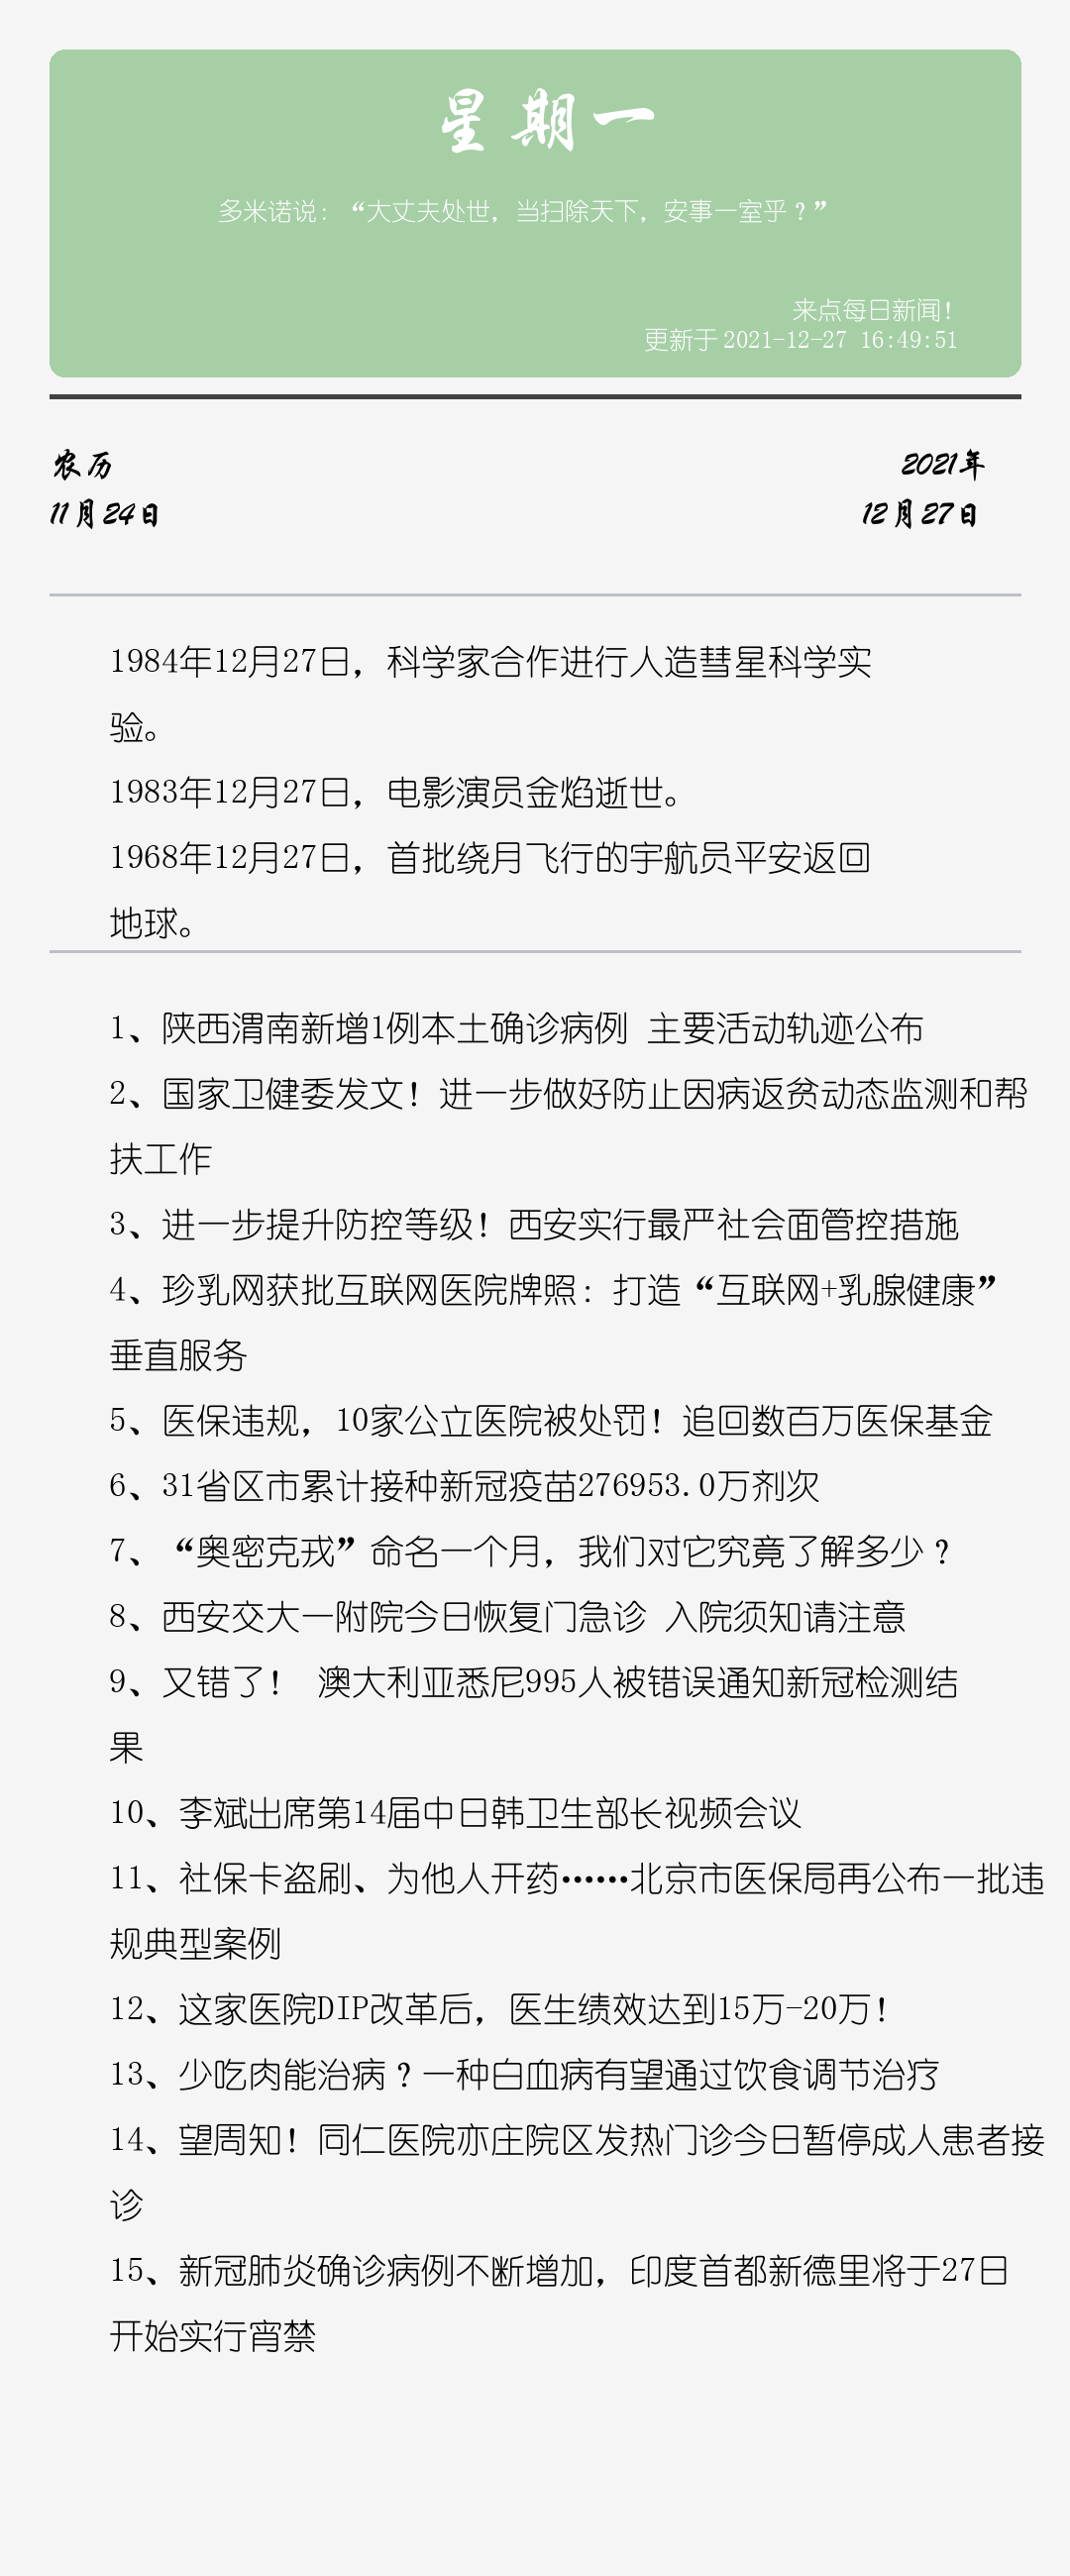 星期一
多米诺说：“大丈夫处世，当扫除天下，安事一室乎？”
来点每日新闻！
更新于2021-12-27 16:49:51
农历
2021年
11月24日
12月27日
1984年12月27日，科学家合作进行人造彗星科学实
验。
1983年12月27日，电影演员金焰逝世。
1968年12月27日，首批绕月飞行的宇航员平安返回
地球。
1、陕西渭南新增1例本土确诊病例 主要活动轨迹公布
2、国家卫健委发文！进一步做好防止因病返贫动态监测和帮
扶工作
3、进一步提升防控等级！西安实行最严社会面管控措施
4、珍乳网获批互联网医院牌照：打造“互联网+乳腺健康”
垂直服务
5、医保违规，10家公立医院被处罚！追回数百万医保基金
6、31省区市累计接种新冠疫苗276953.0万剂次
7、“奥密克戎”命名一个月，我们对它究竟了解多少？
8、西安交大一附院今日恢复门急诊 入院须知请注意
9、又错了！ 澳大利亚悉尼995人被错误通知新冠检测结
果
10、李斌出席第14届中日韩卫生部长视频会议
11、社保卡盗刷、为他人开药……北京市医保局再公布一批违
规典型案例
12、这家医院DIP改革后，医生绩效达到15万-20万！
13、少吃肉能治病？一种白血病有望通过饮食调节治疗
14、望周知！同仁医院亦庄院区发热门诊今日暂停成人患者接
诊
15、新冠肺炎确诊病例不断增加，印度首都新德里将于27日
开始实行宵禁